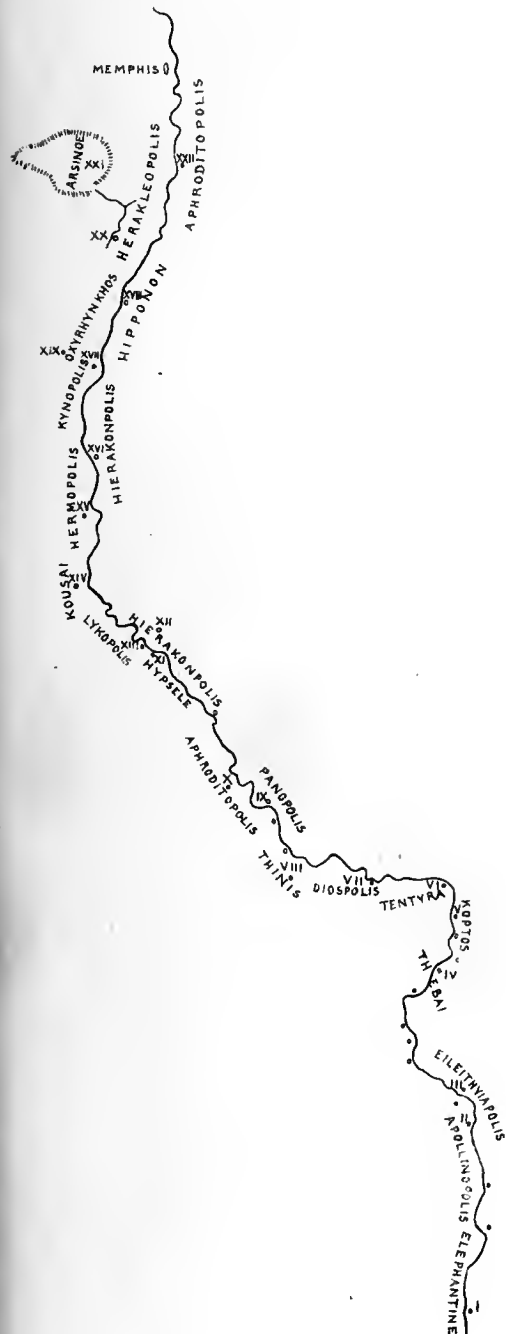 MEMPHIS
ARSINOE
XXI
XXII
APHRODITOPOLIS
HERAKLEOPOLIS
XX
XVIII
HIPPONON
OXYRHYNKHOS
XIX
XVII
KYNOPOLIS
XVI
HIERAKONPOLIS
HERMOPOLIS
XV
XIV
KOUSAI
XII
HIERAKONPOLIS
LYKOPOLIS
XIII
XI
HYPSELE
APHRODITOPOLIS
X
PANOPOLIS
IX
THINIS
VIII
DIOSPOLIS
VII
TENTYRA
VI
KOPTOS
V
THEBAI
IV
EILEITHYIAPOLIS
III
II
APOLLINOPOLIS
ELEPHANTINE
I